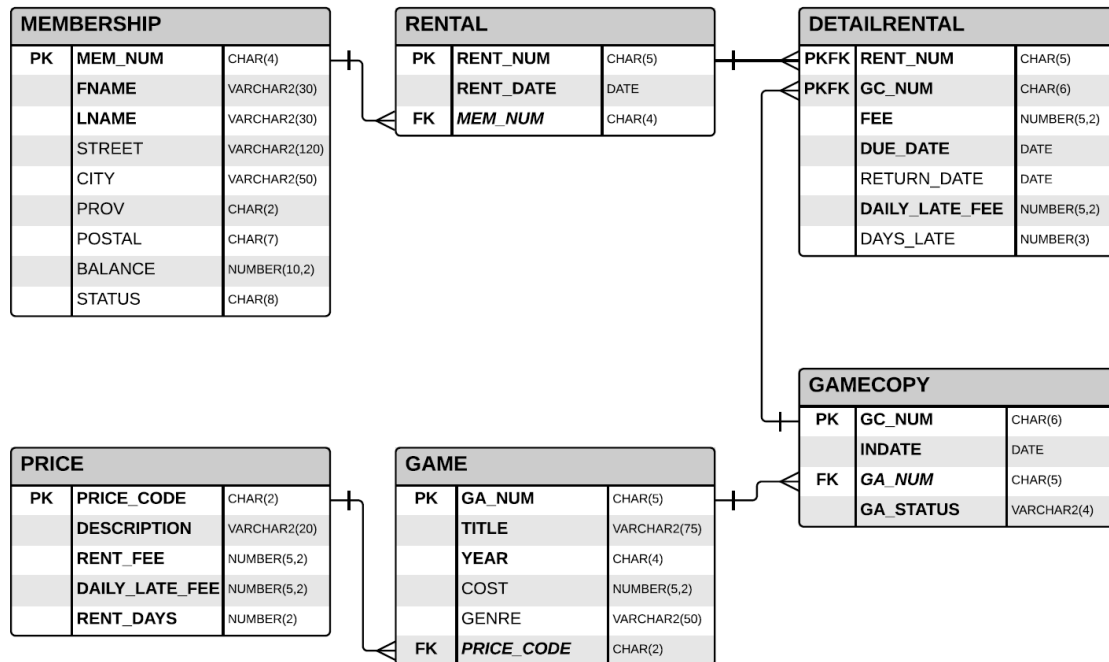 MEMBERSHIP
PK MEM_NUM CHAR(4)
FNAME VARCHAR2(30)
LNAME VARCHAR2(30)
STREET VARCHAR2(120)
CITY VARCHAR2(50)
PROV CHAR(2)
POSTAL CHAR(7)
BALANCE NUMBER(10,2)
STATUS CHAR(8)
RENTAL
PK RENT_NUM CHAR(5)
RENT_DATE DATE
FK MEM_NUM CHAR(4)
DETAILRENTAL
PKFK RENT_NUM CHAR(5)
PKFK GC_NUM CHAR(6)
FEE NUMBER(5,2)
DUE_DATE DATE
RETURN_DATE DATE
DAILY_LATE_FEE NUMBER(5,2)
DAYS_LATE NUMBER(3)
PRICE
PK PRICE_CODE CHAR(2)
DESCRIPTION VARCHAR2(20)
RENT_FEE NUMBER(5,2)
DAILY_LATE_FEE NUMBER(5,2)
RENT_DAYS NUMBER(2)
GAME
PK GA_NUM CHAR(5)
TITLE VARCHAR2(75)
YEAR CHAR(4)
COST NUMBER(5,2)
GENRE VARCHAR2(50)
FK PRICE_CODE CHAR(2)
GAMECOPY
PK GC_NUM CHAR(6)
INDATE DATE
FK GA_NUM CHAR(5)
GA_STATUS VARCHAR2(4)